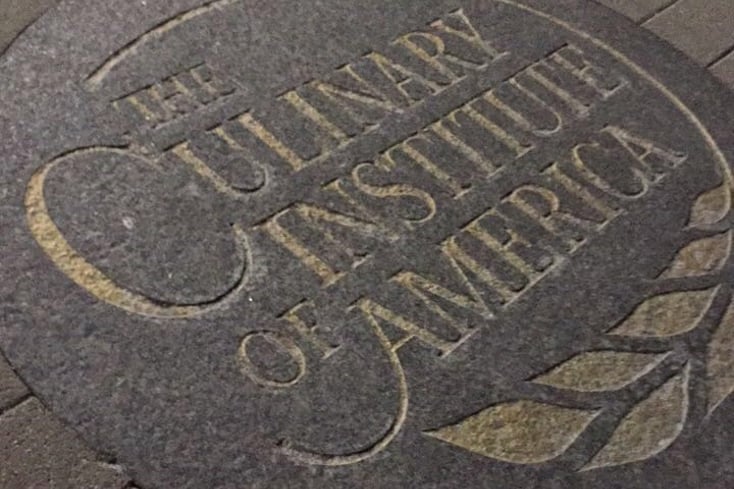 THE
CULINARY
INSTITUTE
OF AMERICA